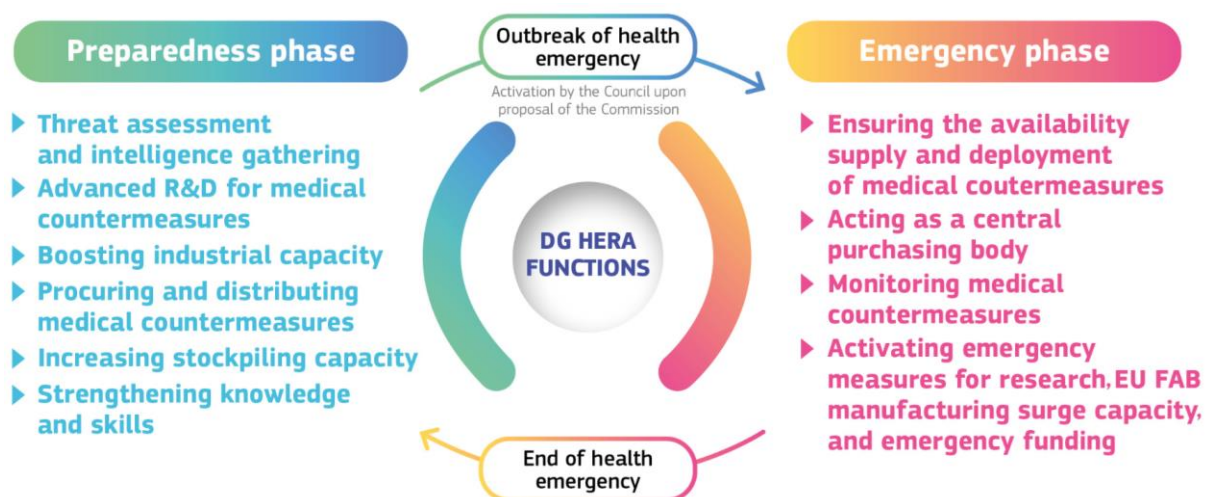 Preparedness phase
Threat assessment
and intelligence gathering
Advanced R&D for medical
countermeasures
Boosting industrial capacity
Procuring and distributing
medical countermeasures
Increasing stockpiling capacity
Strengthening knowledge
and skills
Outbreak of health
emergency
Activation by the Council upon
proposal of the Commission
DG HERA
FUNCTIONS
End of health
emergency
Emergency phase
Ensuring the availability
supply and deployment
of medical coutermeasures
Acting as a central
purchasing body
Monitoring medical
countermeasures
Activating emergency
measures for research, EU FAB
manufacturing surge capacity,
and emergency funding